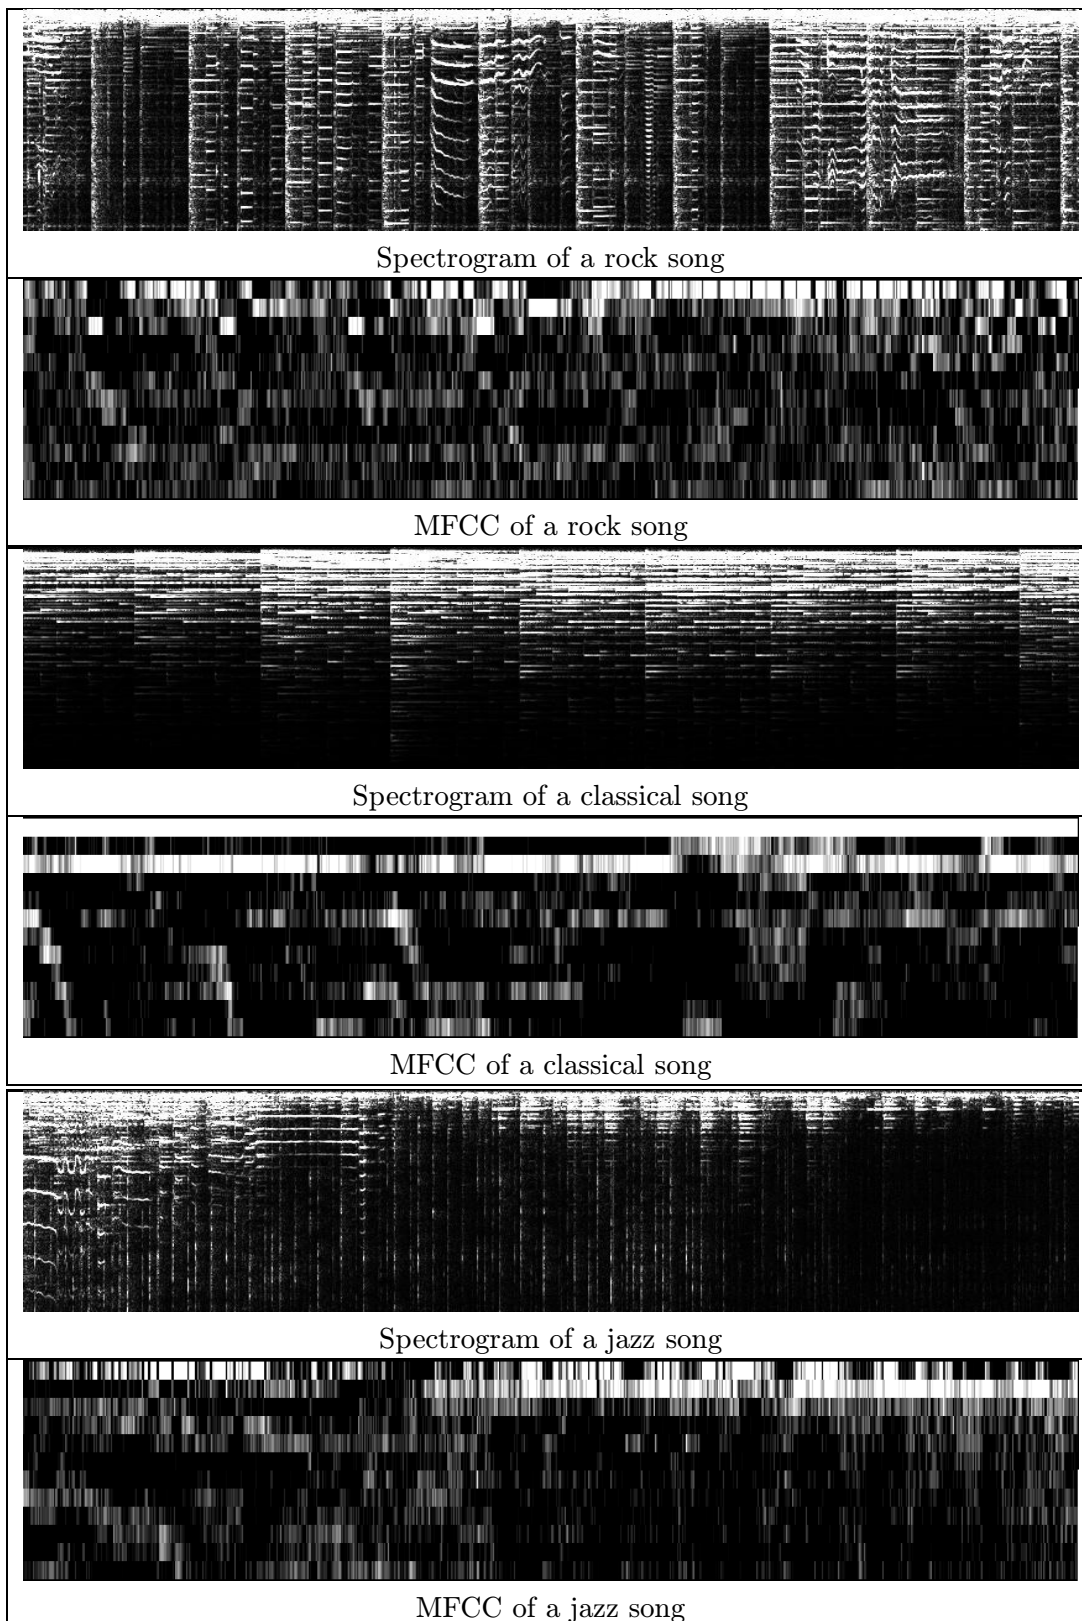 Spectrogram of a rock song
MFCC of a rock song
Spectrogram of a classical song
MFCC of a classical song
Spectrogram of a jazz song
MFCC of a jazz song